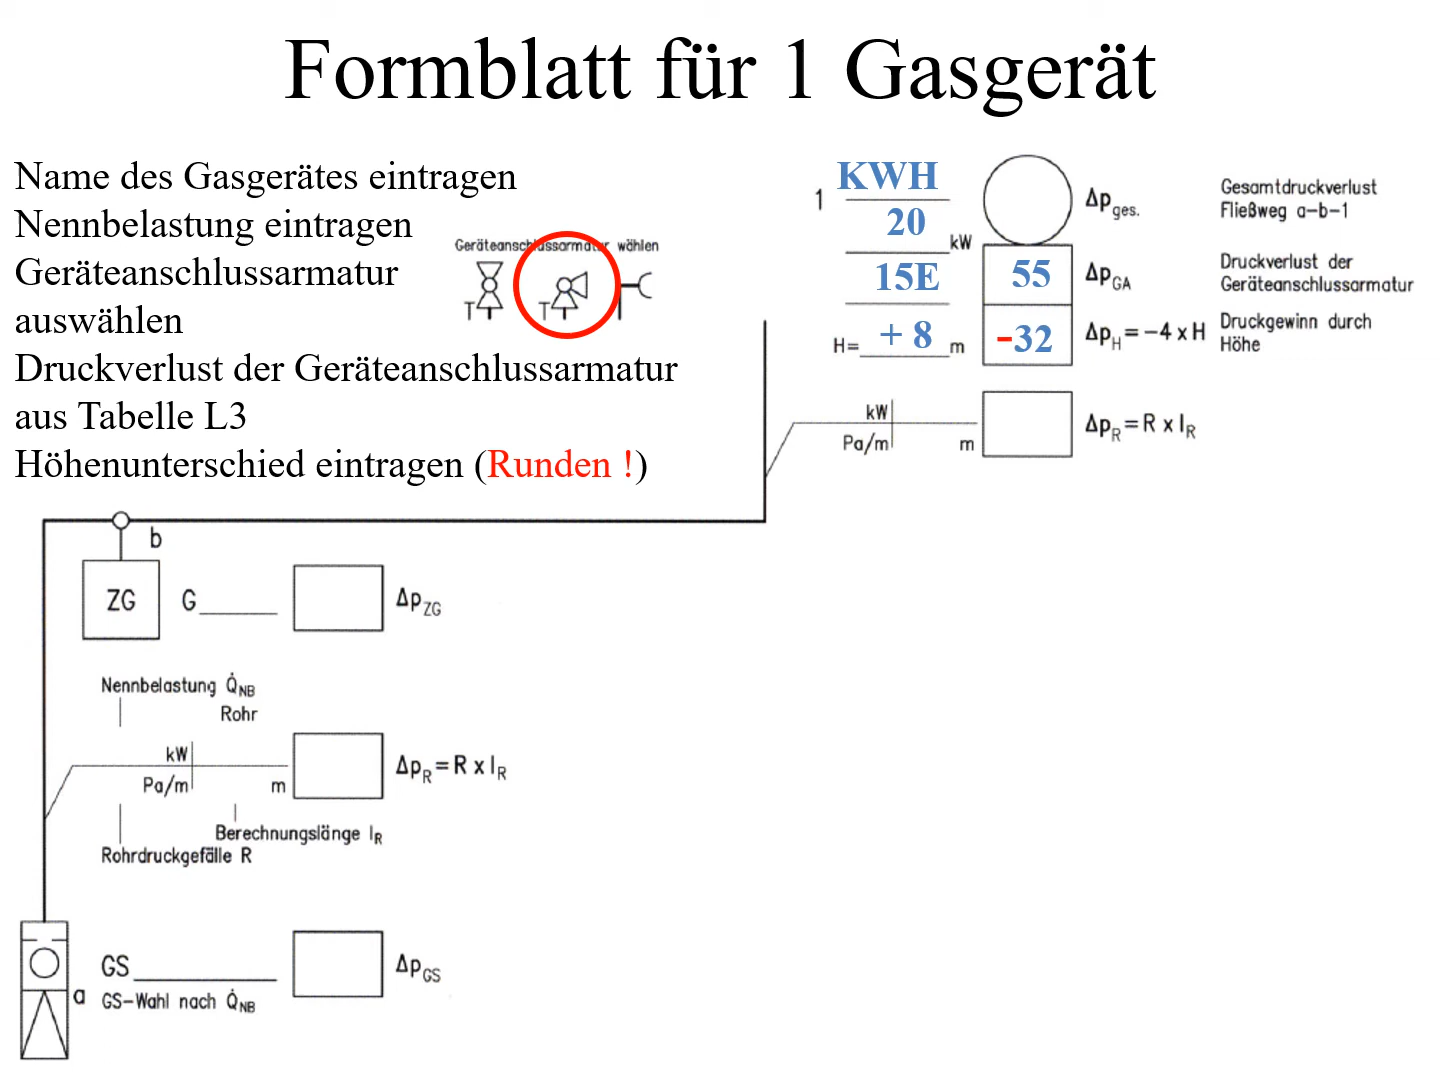 Formblatt für 1 Gasgerät
Name des Gasgerätes eintragen
Nennbelastung eintragen
Geräteanschlussarmatur
auswählen
Druckverlust der Geräteanschlussarmatur
aus Tabelle L3
Höhenunterschied eintragen (Runden !)
Geräteanschlussarmatur wählen
T
T
1 KWH
20 kW
15E
H= + 8 m
Δpges.
Gesamtdruckverlust
Fließweg a-b-1
55 ΔpGA
Druckverlust der
Geräteanschlussarmatur
-32 ΔpH = -4 x H
Druckgewinn durch
Höhe
kW
Pa/m m
ΔpR = R x lR
b
ZG G ΔpZG
Nennbelastung Q̇NB
Rohr
kW
Pa/m m
ΔpR = R x lR
Berechnungslänge lR
Rohrdruckgefälle R
GS ΔpGS
a GS-Wahl nach Q̇NB